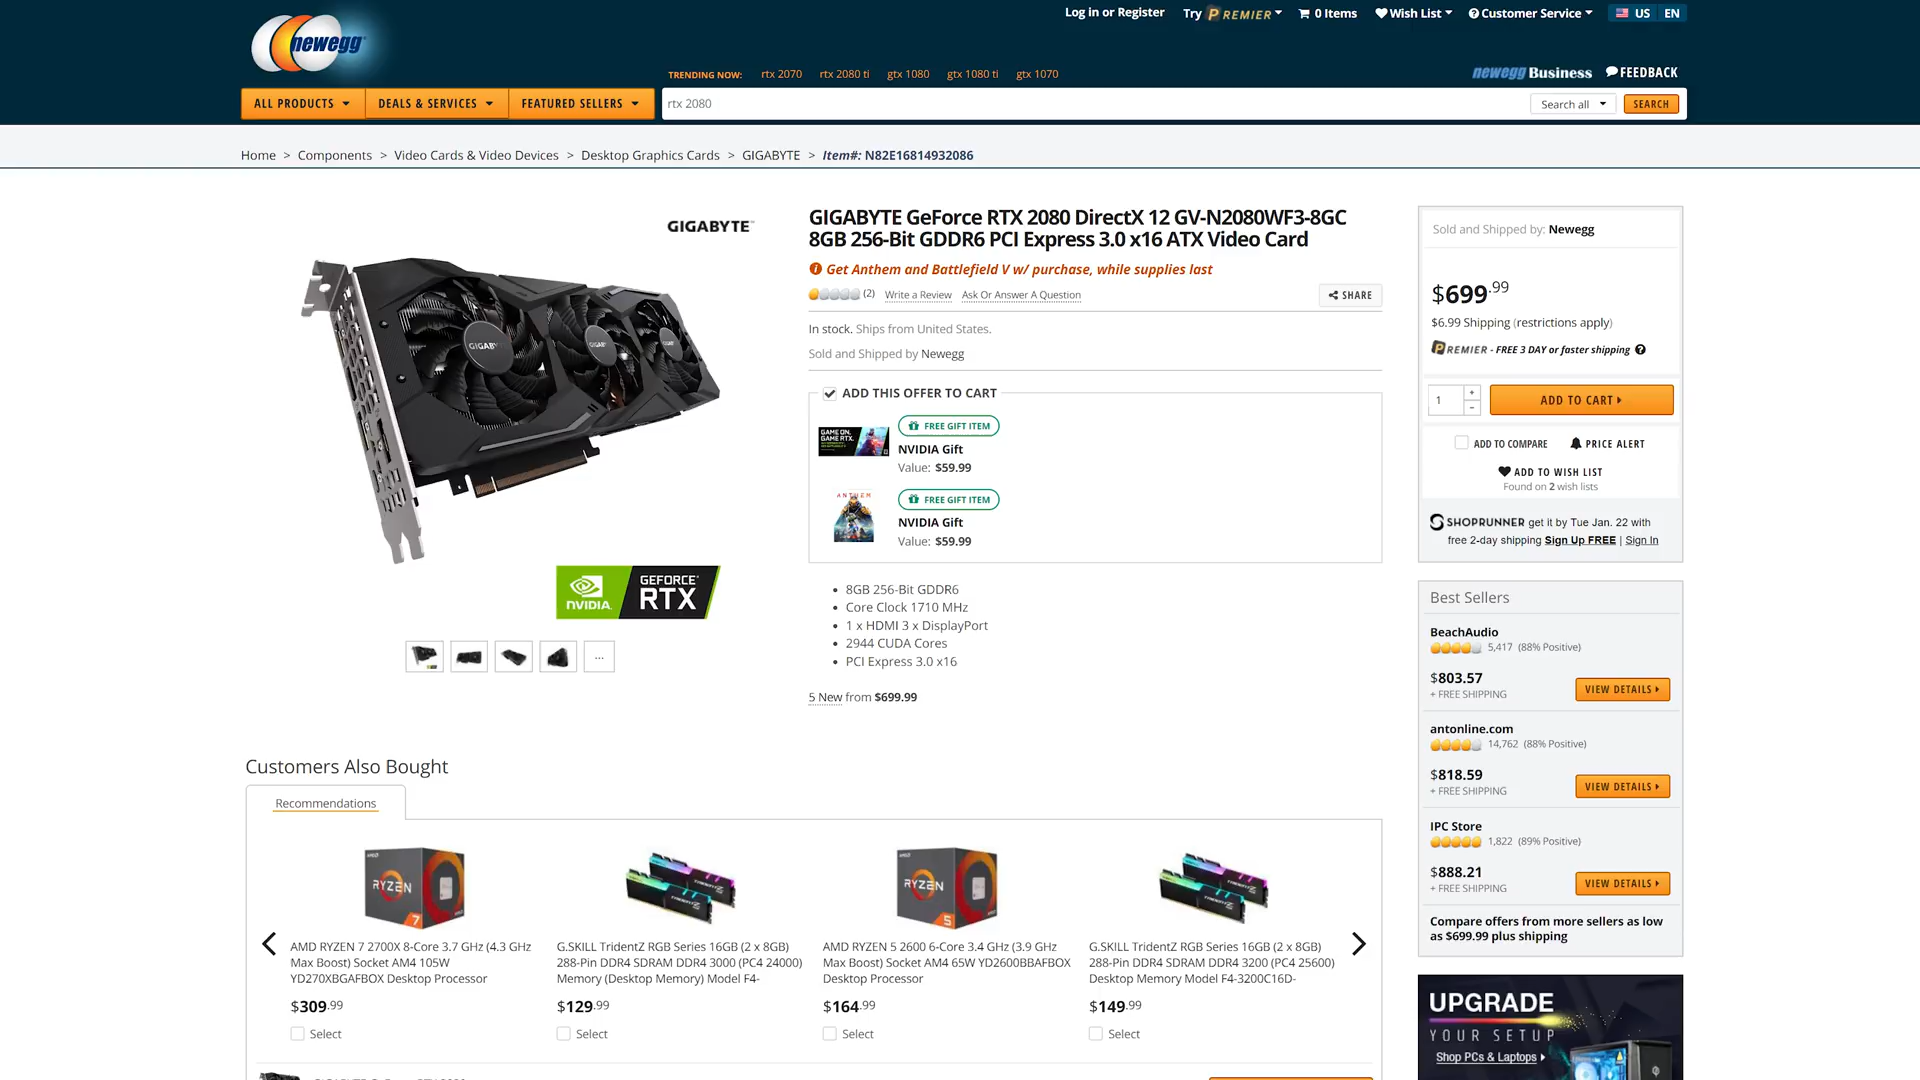 newegg
Log in or Register
Try PREMIER
0 Items
Wish List
Customer Service
US
EN
TRENDING NOW:
rtx 2070
rtx 2080 ti
gtx 1080
gtx 1080 ti
gtx 1070
newegg Business
FEEDBACK
ALL PRODUCTS
DEALS & SERVICES
FEATURED SELLERS
rtx 2080
Search all
SEARCH
Home > Components > Video Cards & Video Devices > Desktop Graphics Cards > GIGABYTE > Item#: N82E16814932086
GIGABYTE
GIGABYTE GeForce RTX 2080 DirectX 12 GV-N2080WF3-8GC
8GB 256-Bit GDDR6 PCI Express 3.0 x16 ATX Video Card
Get Anthem and Battlefield V w/ purchase, while supplies last
(2)
Write a Review
Ask Or Answer A Question
SHARE
In stock. Ships from United States.
Sold and Shipped by Newegg
ADD THIS OFFER TO CART
GAME ON.
GAME RTX.
FREE GIFT ITEM
NVIDIA Gift
Value: $59.99
ANTHEM
FREE GIFT ITEM
NVIDIA Gift
Value: $59.99
8GB 256-Bit GDDR6
Core Clock 1710 MHz
1 x HDMI 3 x DisplayPort
2944 CUDA Cores
PCI Express 3.0 x16
5 New from $699.99
NVIDIA.
GEFORCE
RTX
...
Sold and Shipped by: Newegg
$699.99
$6.99 Shipping (restrictions apply)
PREMIER - FREE 3 DAY or faster shipping ?
1
+
-
ADD TO CART
ADD TO COMPARE
PRICE ALERT
ADD TO WISH LIST
Found on 2 wish lists
SHOPRUNNER get it by Tue Jan. 22 with
free 2-day shipping Sign Up FREE | Sign In
Best Sellers
BeachAudio
5,417 (88% Positive)
$803.57
+ FREE SHIPPING
VIEW DETAILS
antonline.com
14,762 (88% Positive)
$818.59
+ FREE SHIPPING
VIEW DETAILS
IPC Store
1,822 (89% Positive)
$888.21
+ FREE SHIPPING
VIEW DETAILS
Compare offers from more sellers as low
as $699.99 plus shipping
UPGRADE
YOUR SETUP
Shop PCs & Laptops
Customers Also Bought
Recommendations
RYZEN
7
AMD RYZEN 7 2700X 8-Core 3.7 GHz (4.3 GHz
Max Boost) Socket AM4 105W
YD270XBGAFBOX Desktop Processor
$309.99
Select
G.SKILL TridentZ RGB Series 16GB (2 x 8GB)
288-Pin DDR4 SDRAM DDR4 3000 (PC4 24000)
Memory (Desktop Memory) Model F4-
$129.99
Select
RYZEN
5
AMD RYZEN 5 2600 6-Core 3.4 GHz (3.9 GHz
Max Boost) Socket AM4 65W YD2600BBAFBOX
Desktop Processor
$164.99
Select
G.SKILL TridentZ RGB Series 16GB (2 x 8GB)
288-Pin DDR4 SDRAM DDR4 3200 (PC4 25600)
Desktop Memory Model F4-3200C16D-
$149.99
Select